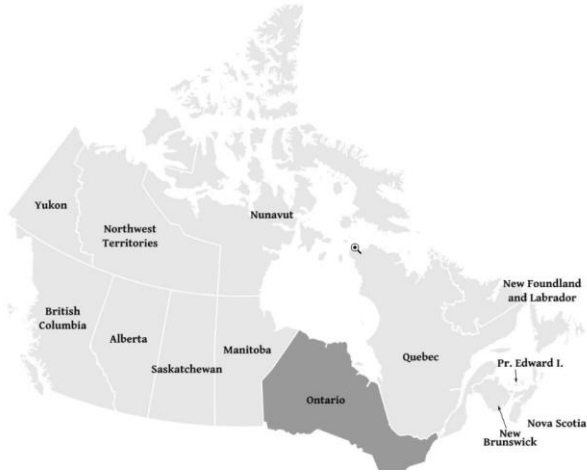 Yukon
Northwest
Territories
Nunavut
New Foundland
and Labrador
British
Columbia
Alberta
Saskatchewan
Manitoba
Ontario
Quebec
Pr. Edward I.
Nova Scotia
New
Brunswick